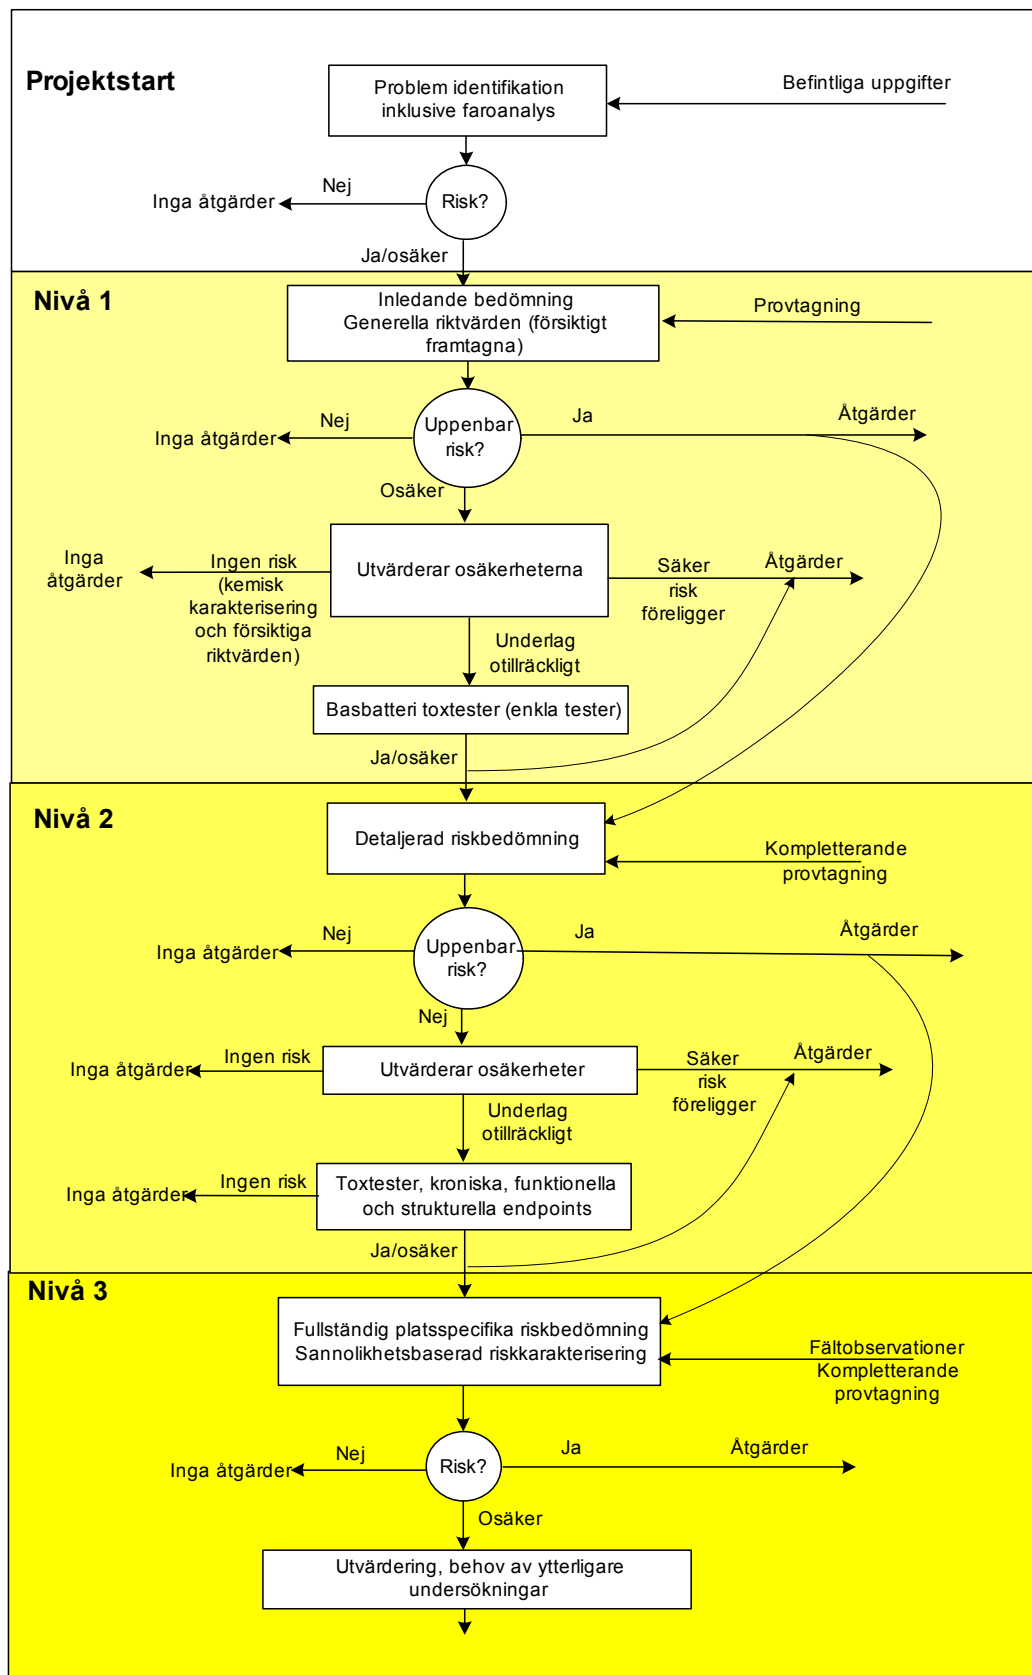 Projektstart
Problem identifikation
inklusive faroanalys
Befintliga uppgifter
Risk?
Nej
Inga åtgärder
Ja/osäker
Nivå 1
Inledande bedömning
Generella riktvärden (försiktigt
framtagna)
Provtagning
Uppenbar
risk?
Nej
Inga åtgärder
Ja
Åtgärder
Osäker
Utvärderar osäkerheterna
Inga
åtgärder
Ingen risk
(kemisk
karakterisering
och försiktiga
riktvärden)
Säker
risk
föreligger
Åtgärder
Underlag
otillräckligt
Basbatteri toxtester (enkla tester)
Ja/osäker
Nivå 2
Detaljerad riskbedömning
Kompletterande
provtagning
Uppenbar
risk?
Nej
Inga åtgärder
Ja
Åtgärder
Nej
Utvärderar osäkerheter
Ingen risk
Inga åtgärder
Säker
risk
föreligger
Åtgärder
Underlag
otillräckligt
Toxtester, kroniska, funktionella
och strukturella endpoints
Ingen risk
Inga åtgärder
Ja/osäker
Nivå 3
Fullständig platsspecifika riskbedömning
Sannolikhetsbaserad riskkarakterisering
Fältobservationer
Kompletterande
provtagning
Risk?
Nej
Inga åtgärder
Ja
Åtgärder
Osäker
Utvärdering, behov av ytterligare
undersökningar